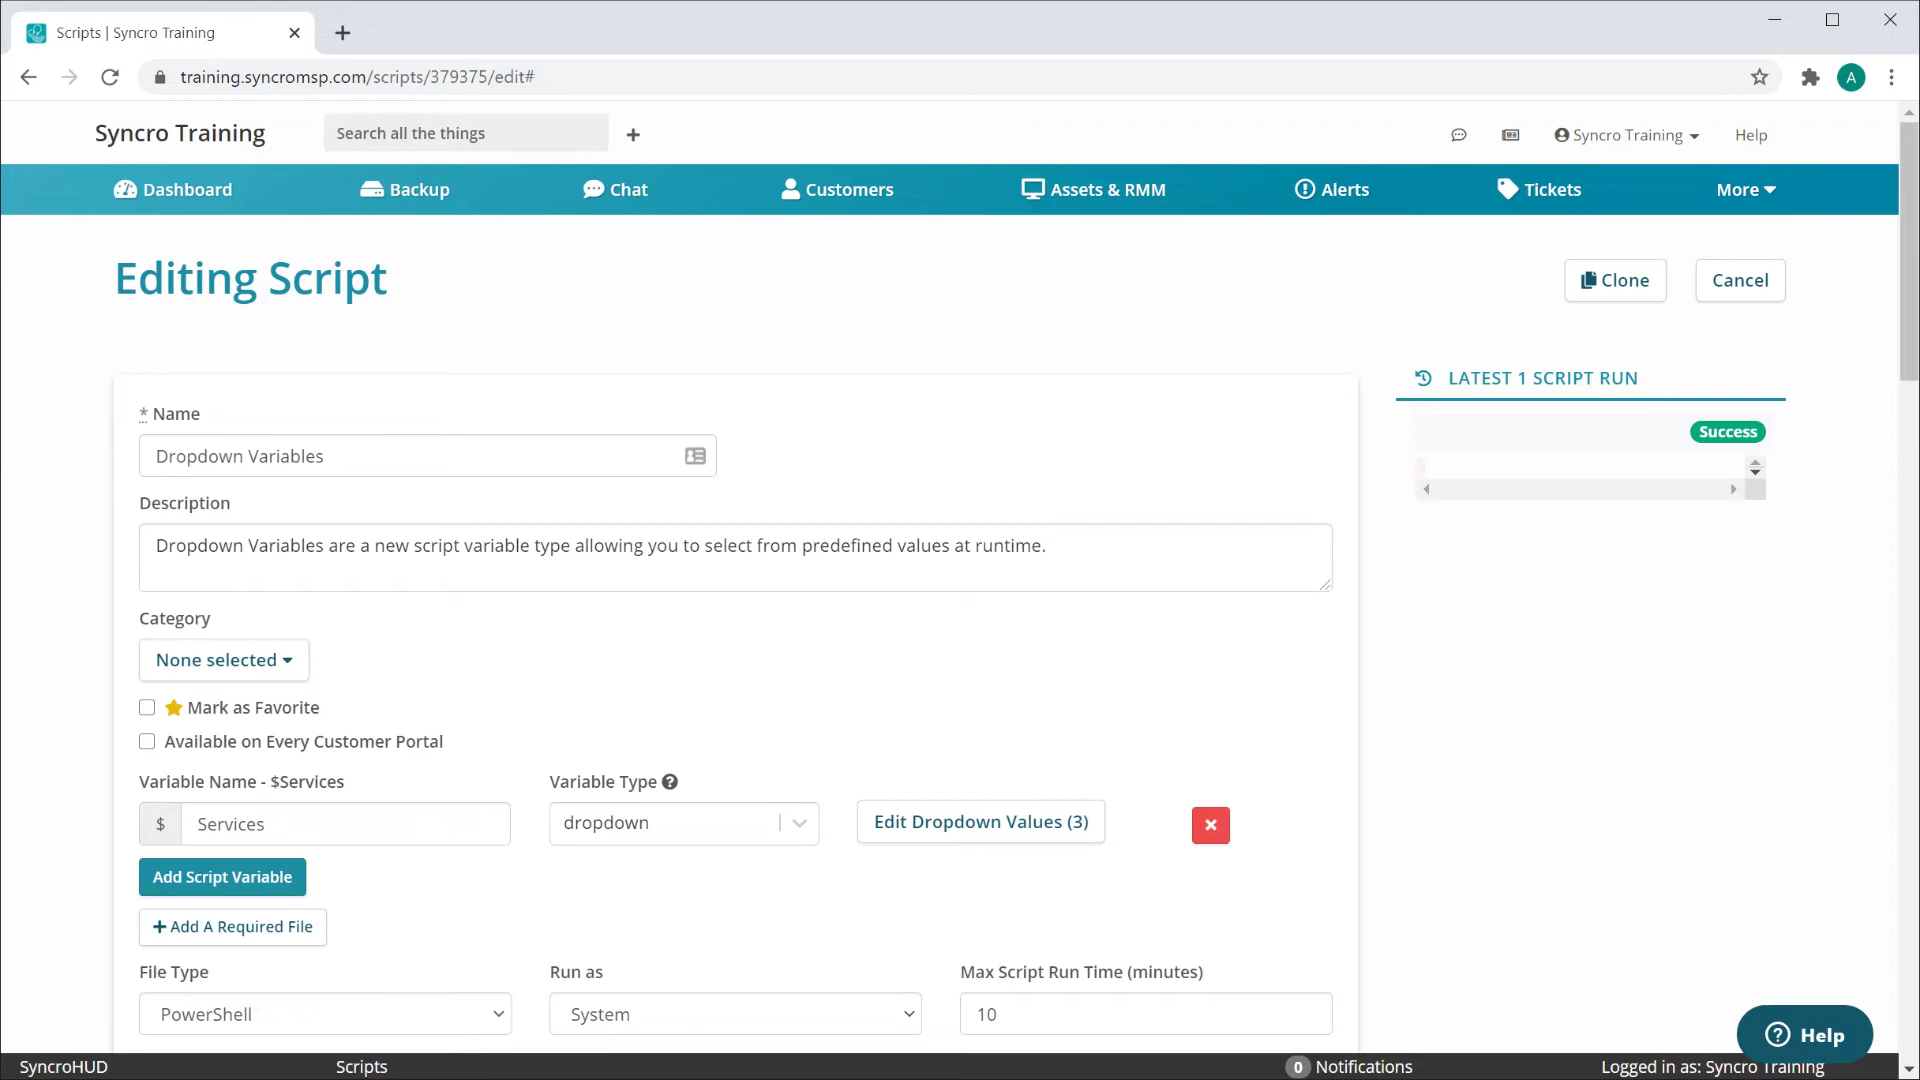 Scripts | Syncro Training
training.syncromsp.com/scripts/379375/edit#
A
Syncro Training
Search all the things
Syncro Training
Help
Dashboard
Backup
Chat
Customers
Assets & RMM
Alerts
Tickets
More
Editing Script
Clone
Cancel
LATEST 1 SCRIPT RUN
Success
* Name
Dropdown Variables
Description
Dropdown Variables are a new script variable type allowing you to select from predefined values at runtime.
Category
None selected
Mark as Favorite
Available on Every Customer Portal
Variable Name - $Services
Variable Type
$ Services
dropdown
Edit Dropdown Values (3)
Add Script Variable
+ Add A Required File
File Type
Run as
Max Script Run Time (minutes)
PowerShell
System
10
Help
SyncroHUD
Scripts
0 Notifications
Logged in as: Syncro Training